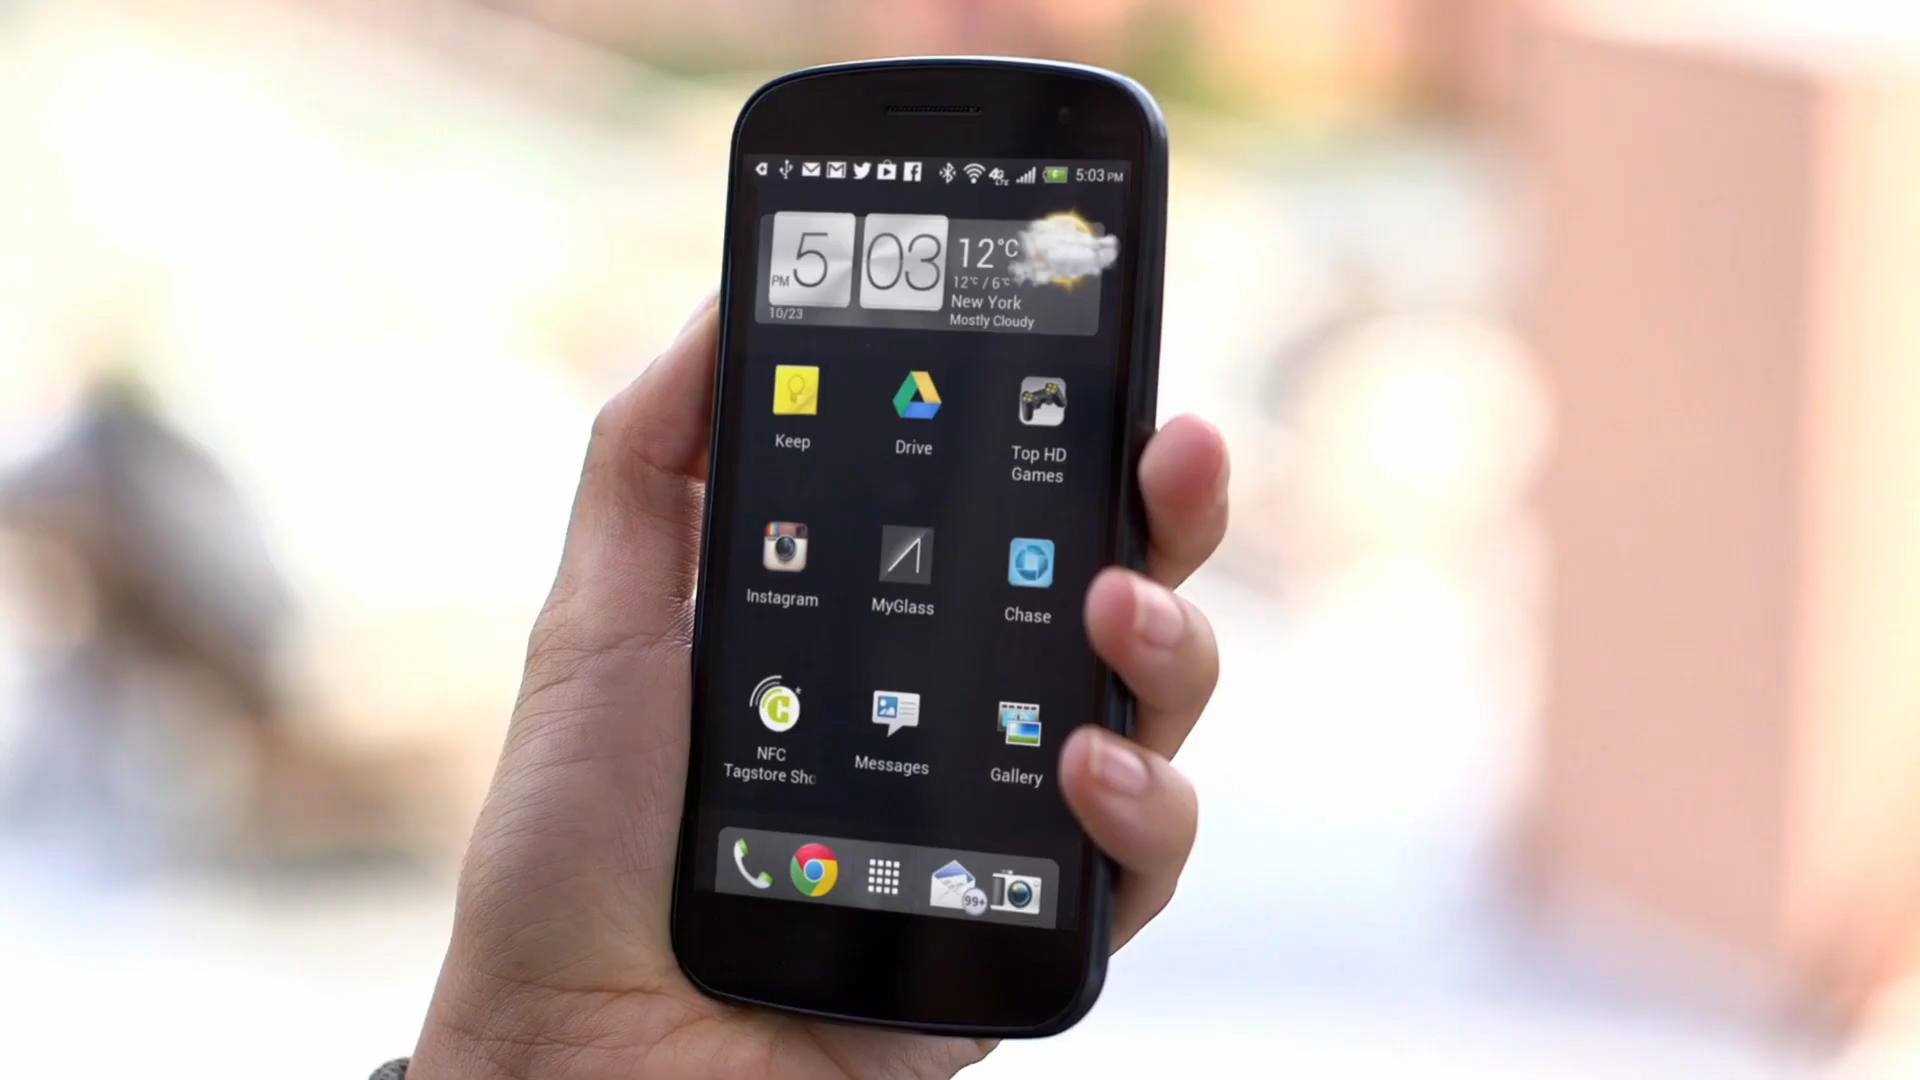 5:03 PM
PM 5 03
12°C
12°C / 6°C
New York
10/23
Mostly Cloudy
Keep
Drive
Top HD
Games
Instagram
MyGlass
Chase
NFC
Tagstore Sho
Messages
Gallery
99+